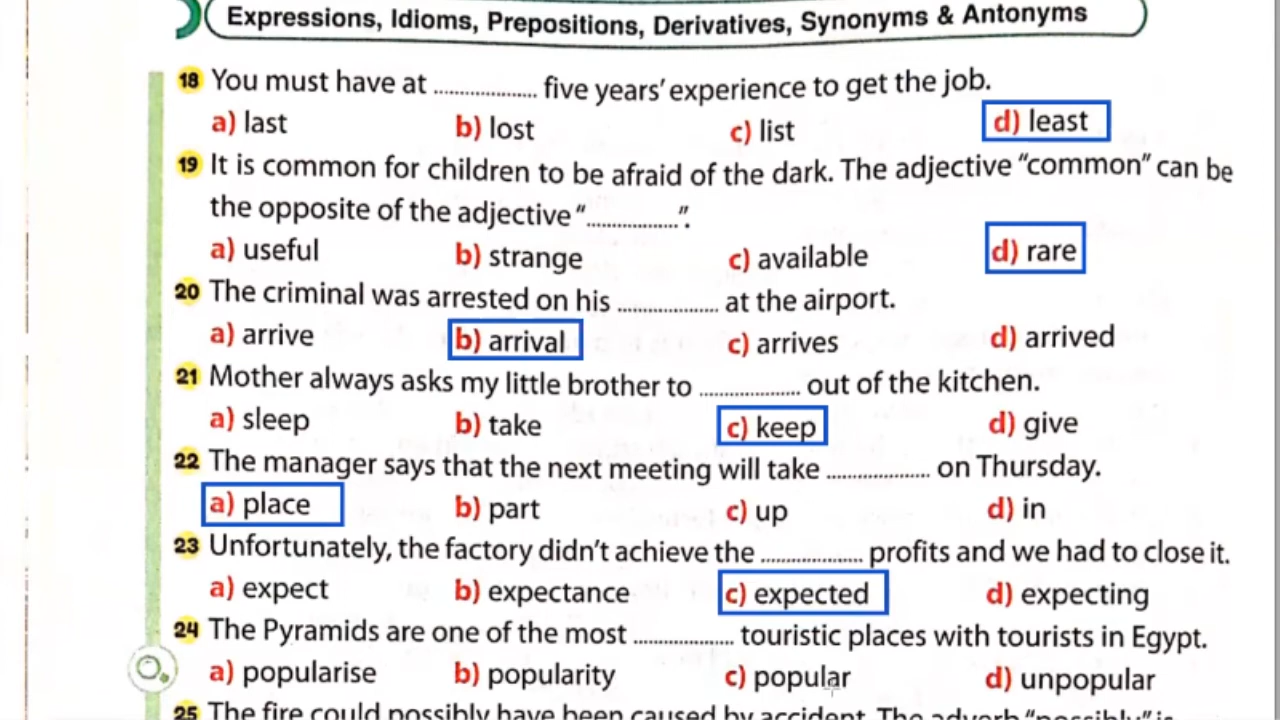 Expressions, Idioms, Prepositions, Derivatives, Synonyms & Antonyms
18 You must have at .................... five years' experience to get the job.
a) last b) lost c) list d) least
19 It is common for children to be afraid of the dark. The adjective "common" can be
the opposite of the adjective "..................".
a) useful b) strange c) available d) rare
20 The criminal was arrested on his .................... at the airport.
a) arrive b) arrival c) arrives d) arrived
21 Mother always asks my little brother to .................... out of the kitchen.
a) sleep b) take c) keep d) give
22 The manager says that the next meeting will take .................... on Thursday.
a) place b) part c) up d) in
23 Unfortunately, the factory didn't achieve the .................... profits and we had to close it.
a) expect b) expectance c) expected d) expecting
24 The Pyramids are one of the most .................... touristic places with tourists in Egypt.
a) popularise b) popularity c) popular d) unpopular
25 The fire could possibly have been caused by accident. The adverb "possibly" is